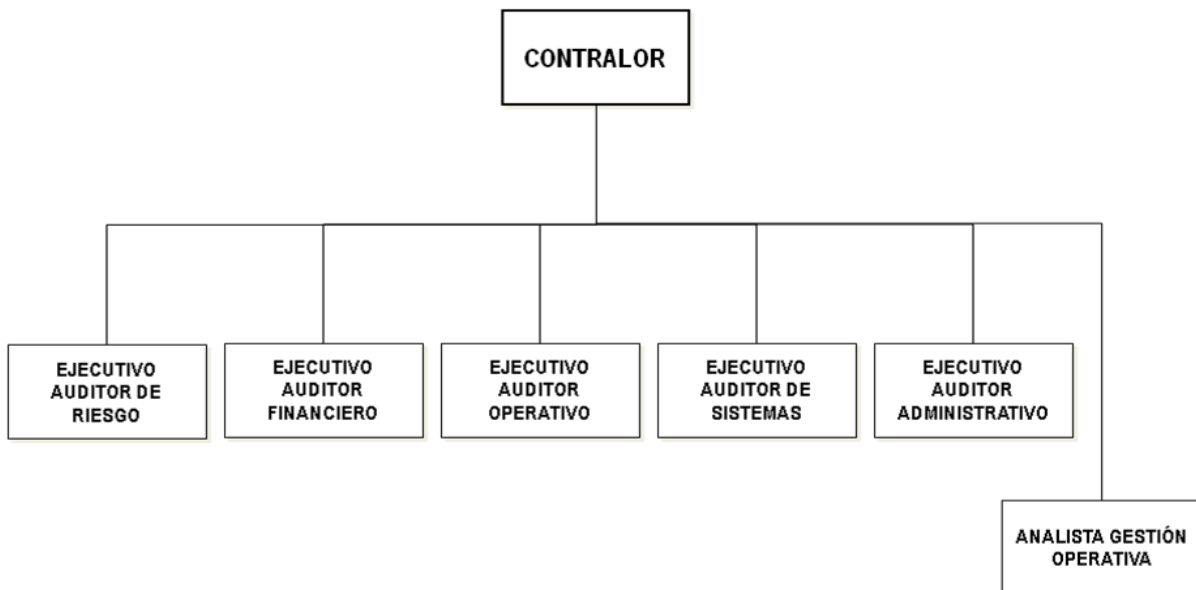 CONTRALOR
EJECUTIVO
AUDITOR DE
RIESGO
EJECUTIVO
AUDITOR
FINANCIERO
EJECUTIVO
AUDITOR
OPERATIVO
EJECUTIVO
AUDITOR DE
SISTEMAS
EJECUTIVO
AUDITOR
ADMINISTRATIVO
ANALISTA GESTIÓN
OPERATIVA